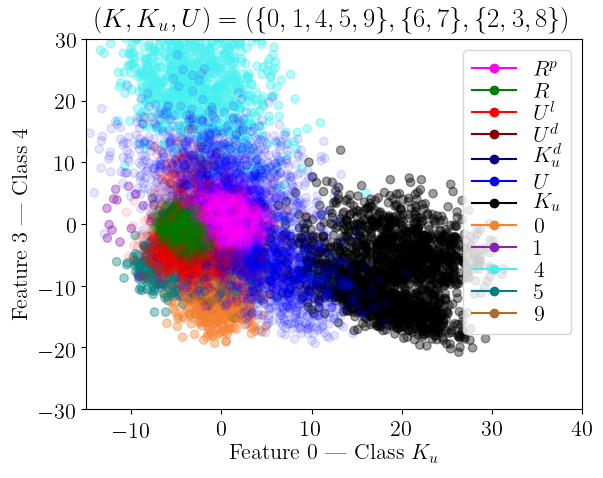 (K, K_u, U) = ({0, 1, 4, 5, 9}, {6, 7}, {2, 3, 8})
30
20
10
0
−10
−20
−30
Feature 3 — Class 4
R^p
R
U^l
U^d
K_u^d
U
K_u
0
1
4
5
9
−10
0
10
20
30
40
Feature 0 — Class K_u